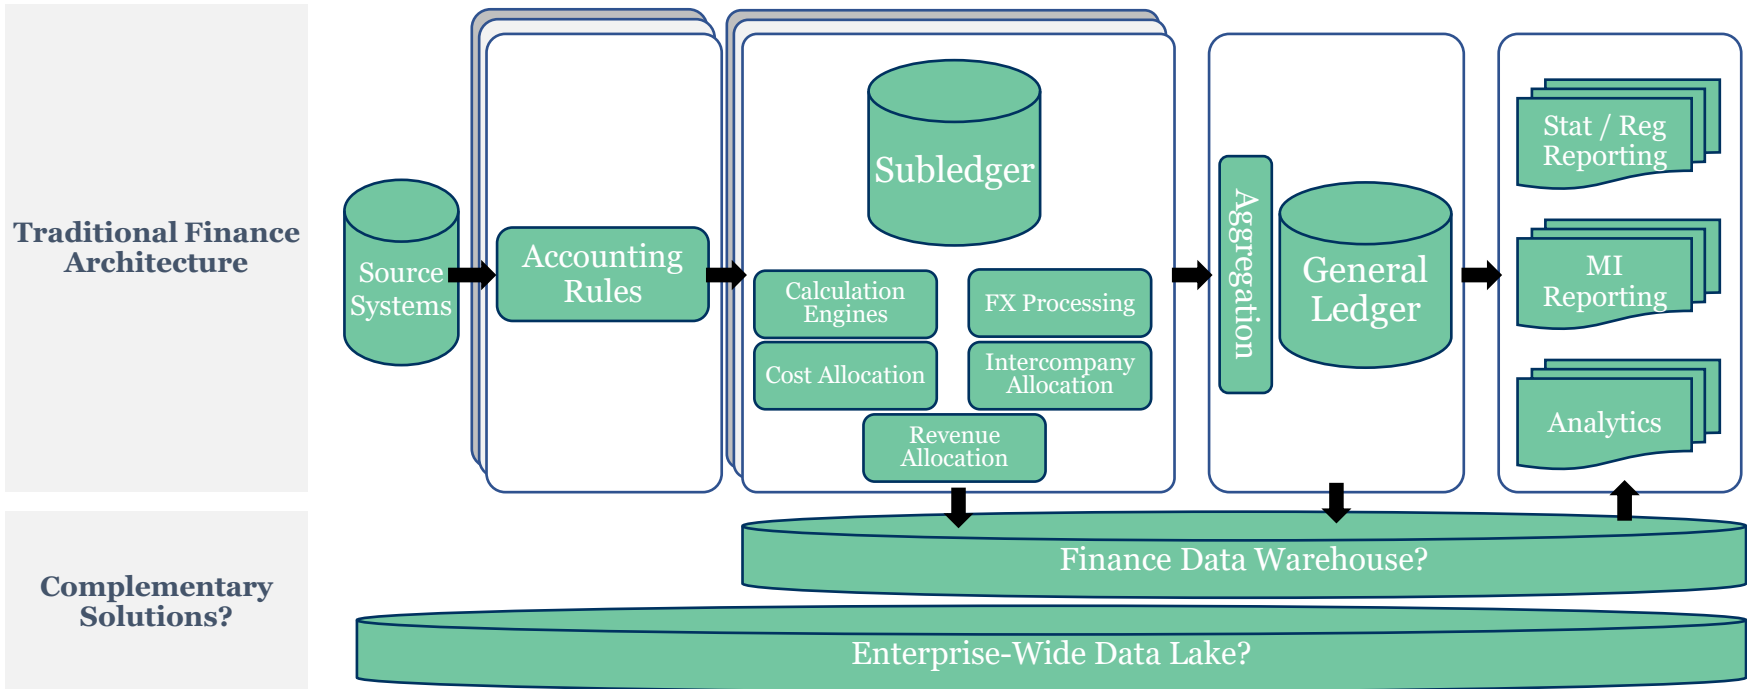 Traditional Finance
Architecture
Source
Systems
Accounting
Rules
Subledger
Calculation
Engines
FX Processing
Cost Allocation
Intercompany
Allocation
Revenue
Allocation
Aggregation
General
Ledger
Stat / Reg
Reporting
MI
Reporting
Analytics
Complementary
Solutions?
Finance Data Warehouse?
Enterprise-Wide Data Lake?